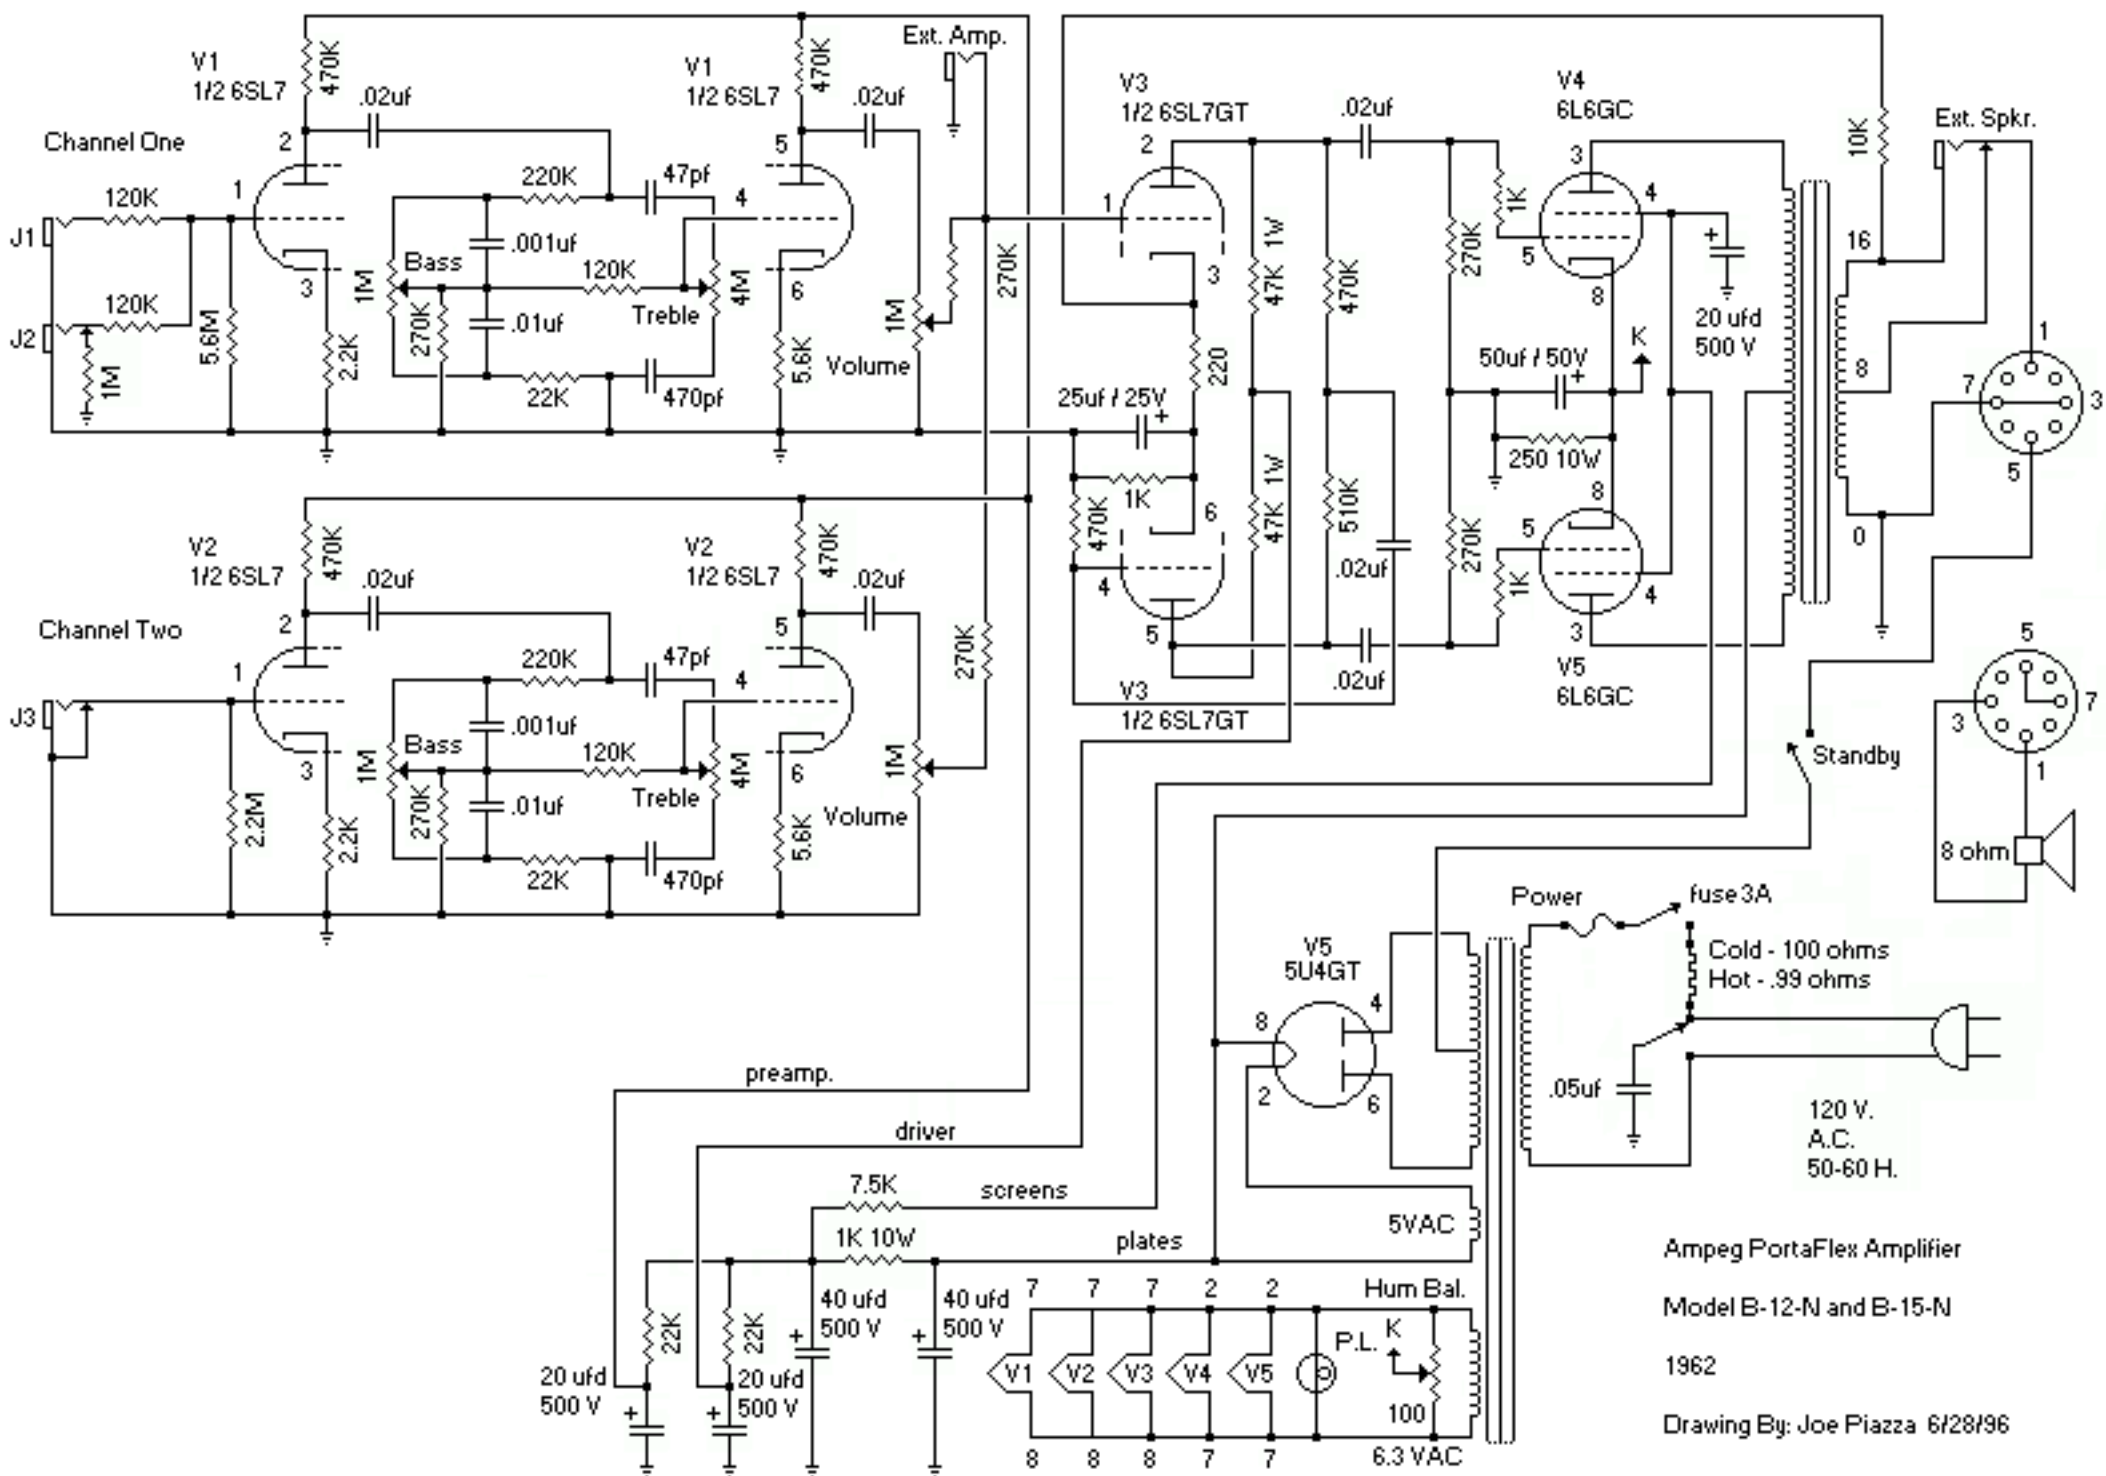 Channel One
V1
1/2 6SL7
470K
.02uf
2
1
3
120K
J1
120K
J2
1M
5.6M
2.2K
220K
47pf
.001uf
Bass
1M
120K
270K
.01uf
Treble
4M
22K
470pf
V1
1/2 6SL7
470K
.02uf
5
4
6
5.6K
1M
Volume
Ext. Amp.
270K
V3
1/2 6SL7GT
2
1
3
220
25uf / 25V
+
1K
470K
6
4
5
V3
1/2 6SL7GT
47K 1W
47K 1W
470K
510K
.02uf
.02uf
.02uf
270K
270K
1K
1K
V4
6L6GC
3
4
5
8
20 ufd
500 V
+
50uf / 50V
+
K
250 10W
8
5
4
3
V5
6L6GC
10K
16
8
0
Ext. Spkr.
1
7
3
5
5
3
7
1
8 ohm
Standby
Channel Two
V2
1/2 6SL7
470K
.02uf
2
1
3
J3
2.2M
2.2K
220K
47pf
.001uf
Bass
1M
120K
270K
.01uf
Treble
4M
22K
470pf
V2
1/2 6SL7
470K
.02uf
5
4
6
5.6K
1M
Volume
270K
Power
fuse 3A
Cold - 100 ohms
Hot - .99 ohms
.05uf
120 V.
A.C.
50-60 H.
V5
5U4GT
8
4
2
6
5VAC
preamp.
driver
screens
plates
7.5K
1K 10W
22K
22K
20 ufd
500 V
+
20 ufd
500 V
+
40 ufd
500 V
+
40 ufd
500 V
+
7 7 7 2 2
Hum Bal.
V1 V2 V3 V4 V5
P.L.
K
100
8 8 8 7 7
6.3 VAC
Ampeg PortaFlex Amplifier
Model B-12-N and B-15-N
1962
Drawing By: Joe Piazza 6/28/96